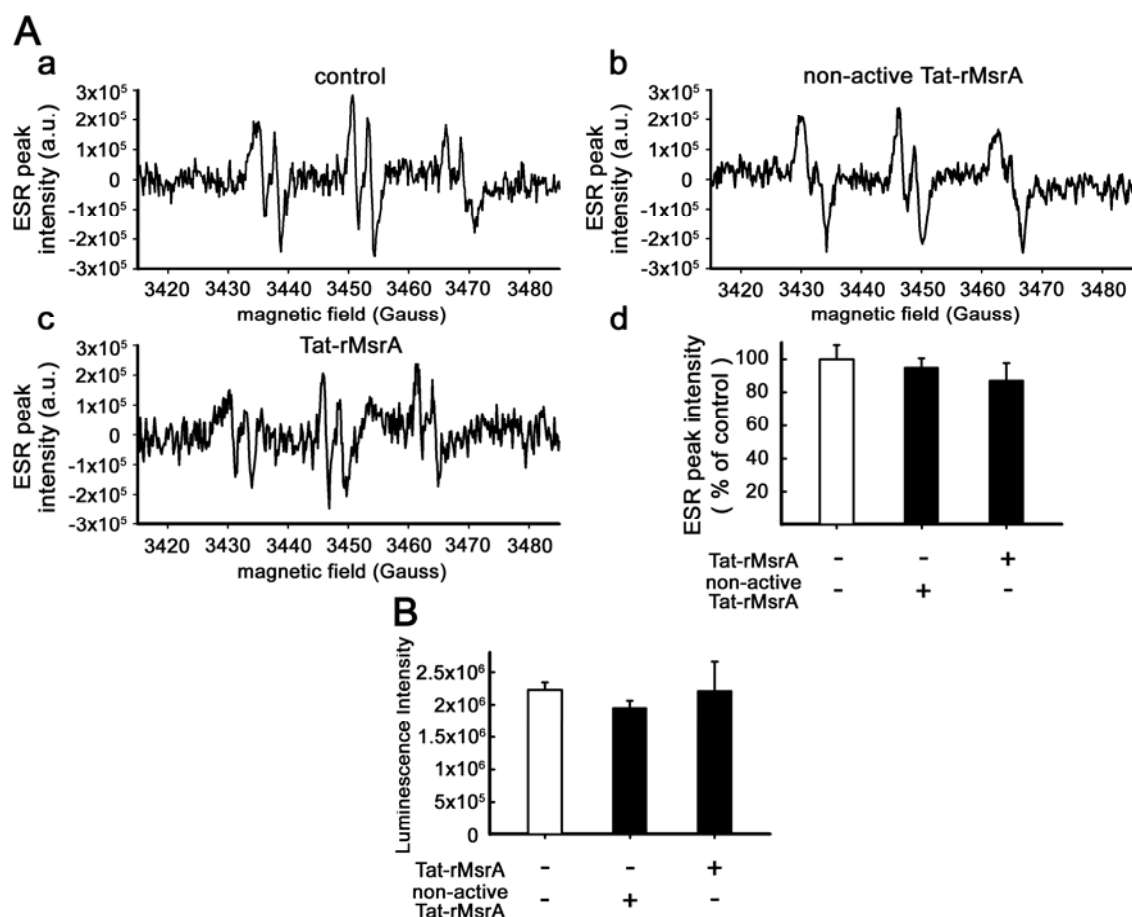 A
a
control
3x10⁵
2x10⁵
1x10⁵
0
-1x10⁵
-2x10⁵
-3x10⁵
ESR peak
intensity (a.u.)
3420 3430 3440 3450 3460 3470 3480
magnetic field (Gauss)
b
non-active Tat-rMsrA
3x10⁵
2x10⁵
1x10⁵
0
-1x10⁵
-2x10⁵
-3x10⁵
ESR peak
intensity (a.u.)
3420 3430 3440 3450 3460 3470 3480
magnetic field (Gauss)
c
Tat-rMsrA
3x10⁵
2x10⁵
1x10⁵
0
-1x10⁵
-2x10⁵
-3x10⁵
ESR peak
intensity (a.u.)
3420 3430 3440 3450 3460 3470 3480
magnetic field (Gauss)
d
ESR peak intensity
( % of control)
100
80
60
40
20
Tat-rMsrA - - +
non-active
Tat-rMsrA - + -
B
Luminescence Intensity
2.5x10⁶
2x10⁶
1.5x10⁶
1x10⁶
5x10⁵
0
Tat-rMsrA - - +
non-active
Tat-rMsrA - + -